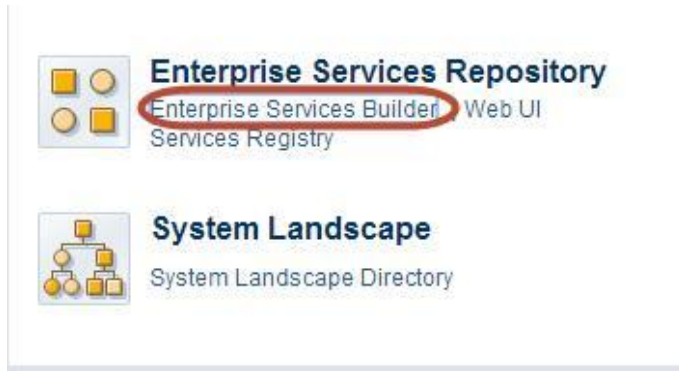 Enterprise Services Repository
Enterprise Services Builder | Web UI
Services Registry
System Landscape
System Landscape Directory